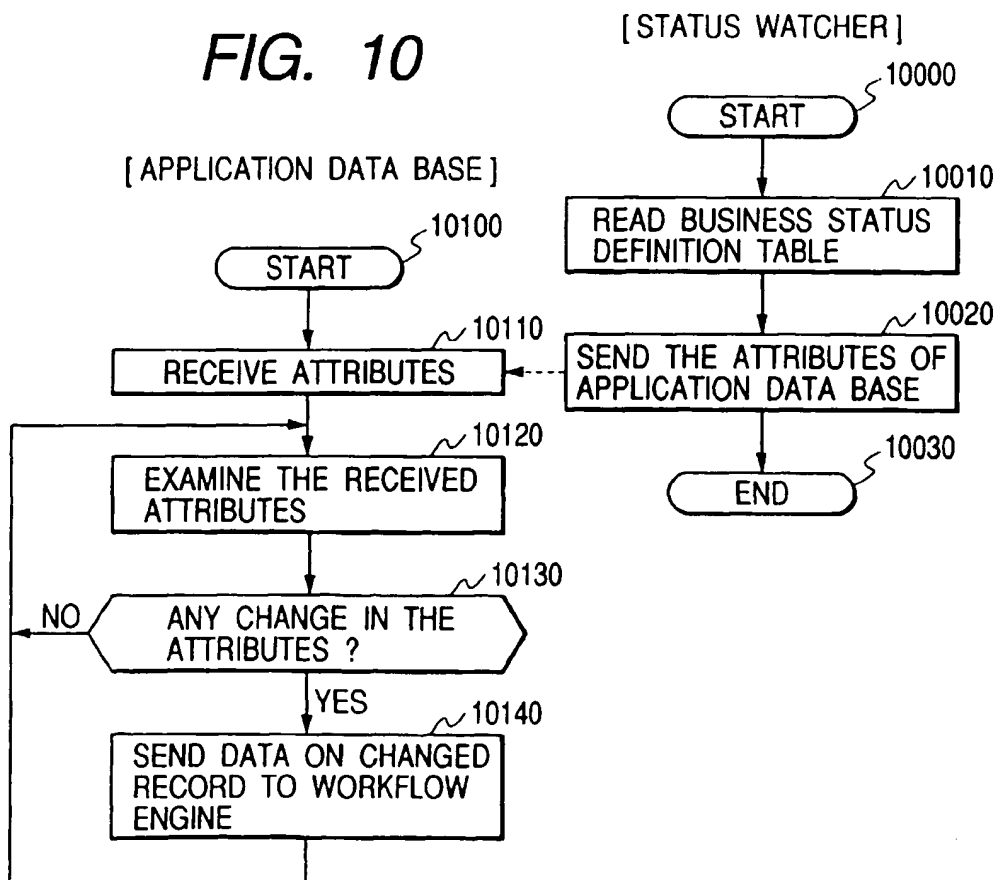 FIG. 10
[STATUS WATCHER]
10000
START
10010
READ BUSINESS STATUS
DEFINITION TABLE
10020
SEND THE ATTRIBUTES OF
APPLICATION DATA BASE
10030
END
[APPLICATION DATA BASE]
10100
START
10110
RECEIVE ATTRIBUTES
10120
EXAMINE THE RECEIVED
ATTRIBUTES
10130
ANY CHANGE IN THE
ATTRIBUTES ?
NO
YES
10140
SEND DATA ON CHANGED
RECORD TO WORKFLOW
ENGINE